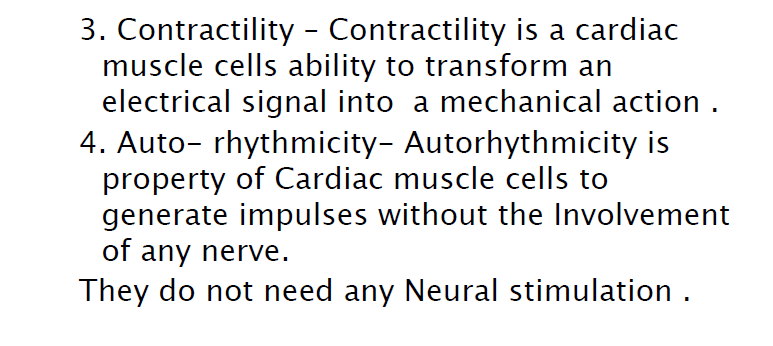 3. Contractility – Contractility is a cardiac
muscle cells ability to transform an
electrical signal into  a mechanical action .
4. Auto– rhythmicity– Autorhythmicity is
property of Cardiac muscle cells to
generate impulses without the Involvement
of any nerve.
They do not need any Neural stimulation .